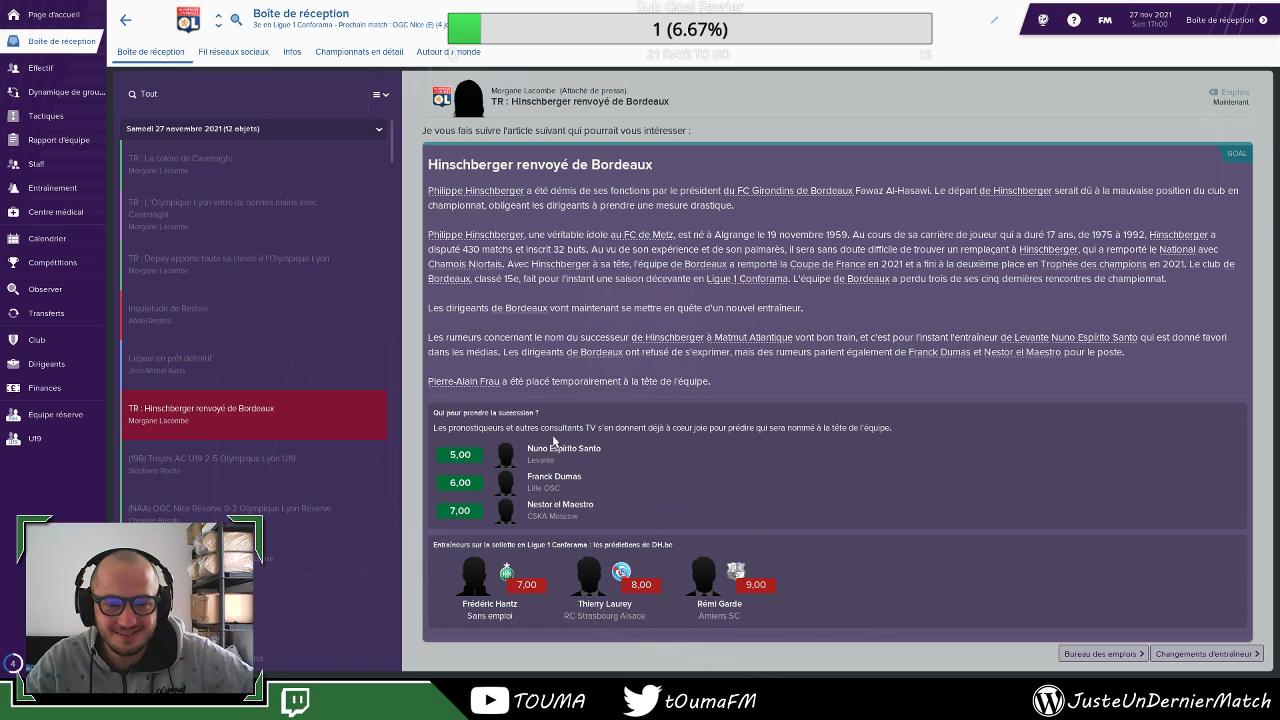 Page d'accueil
Boîte de réception
Effectif
Dynamique de grou...
Tactiques
Rapport d'équipe
Staff
Entraînement
Centre médical
Calendrier
Compétitions
Observer
Transferts
Club
Dirigeants
Finances
Équipe réserve
U19
4
Boîte de réception
3e en Ligue 1 Conforama - Prochain match : OGC Nice (E) (4 j
Sub Goal Fevrier
1 (6.67%)
0
21 DAYS TO GO
15
FM
27 nov 2021
Sam 17h00
Boîte de réception
Boîte de réception
Fil réseaux sociaux
Infos
Championnats en détail
Autour du monde
Tout
Samedi 27 novembre 2021 (12 objets)
TR : La colère de Cavenaghi
Morgane Lacombe
TR : L'Olympique Lyon entre de bonnes mains avec
Cavenaghi
Morgane Lacombe
TR : Depay apporte toute sa classe à l'Olympique Lyon
Morgane Lacombe
Inquiétude de Redissi
Abdel Redissi
Lepaul en prêt définitif
Jean-Michel Aulas
TR : Hinschberger renvoyé de Bordeaux
Morgane Lacombe
(19B) Troyes AC U19 2-5 Olympique Lyon U19
Stéphane Roche
(NAA) OGC Nice Réserve 0-2 Olympique Lyon Réserve
Christian Bassila
Morgane Lacombe (Attaché de presse)
TR : Hinschberger renvoyé de Bordeaux
Emplois
Maintenant
Je vous fais suivre l'article suivant qui pourrait vous intéresser :
GOAL
Hinschberger renvoyé de Bordeaux
Philippe Hinschberger a été démis de ses fonctions par le président du FC Girondins de Bordeaux Fawaz Al-Hasawi. Le départ de Hinschberger serait dû à la mauvaise position du club en
championnat, obligeant les dirigeants à prendre une mesure drastique.
Philippe Hinschberger, une véritable idole au FC de Metz, est né à Algrange le 19 novembre 1959. Au cours de sa carrière de joueur qui a duré 17 ans, de 1975 à 1992, Hinschberger a
disputé 430 matchs et inscrit 32 buts. Au vu de son expérience et de son palmarès, il sera sans doute difficile de trouver un remplaçant à Hinschberger, qui a remporté le National avec
Chamois Niortais. Avec Hinschberger à sa tête, l'équipe de Bordeaux a remporté la Coupe de France en 2021 et a fini à la deuxième place en Trophée des champions en 2021. Le club de
Bordeaux, classé 15e, fait pour l'instant une saison décevante en Ligue 1 Conforama. L'équipe de Bordeaux a perdu trois de ses cinq dernières rencontres de championnat.
Les dirigeants de Bordeaux vont maintenant se mettre en quête d'un nouvel entraîneur.
Les rumeurs concernant le nom du successeur de Hinschberger à Matmut Atlantique vont bon train, et c'est pour l'instant l'entraîneur de Levante Nuno Espírito Santo qui est donné favori
dans les médias. Les dirigeants de Bordeaux ont refusé de s'exprimer, mais des rumeurs parlent également de Franck Dumas et Nestor el Maestro pour le poste.
Pierre-Alain Frau a été placé temporairement à la tête de l'équipe.
Qui pour prendre la succession ?
Les pronostiqueurs et autres consultants TV s'en donnent déjà à cœur joie pour prédire qui sera nommé à la tête de l'équipe.
5,00
Nuno Espírito Santo
Levante
6,00
Franck Dumas
Lille OSC
7,00
Nestor el Maestro
CSKA Moscow
Entraîneurs sur la sellette en Ligue 1 Conforama : les prédictions de DH.be
7,00
Frédéric Hantz
Sans emploi
8,00
Thierry Laurey
RC Strasbourg Alsace
9,00
Rémi Garde
Amiens SC
Bureau des emplois
Changements d'entraîneur
TOUMA
tOumaFM
JusteUnDernierMatch